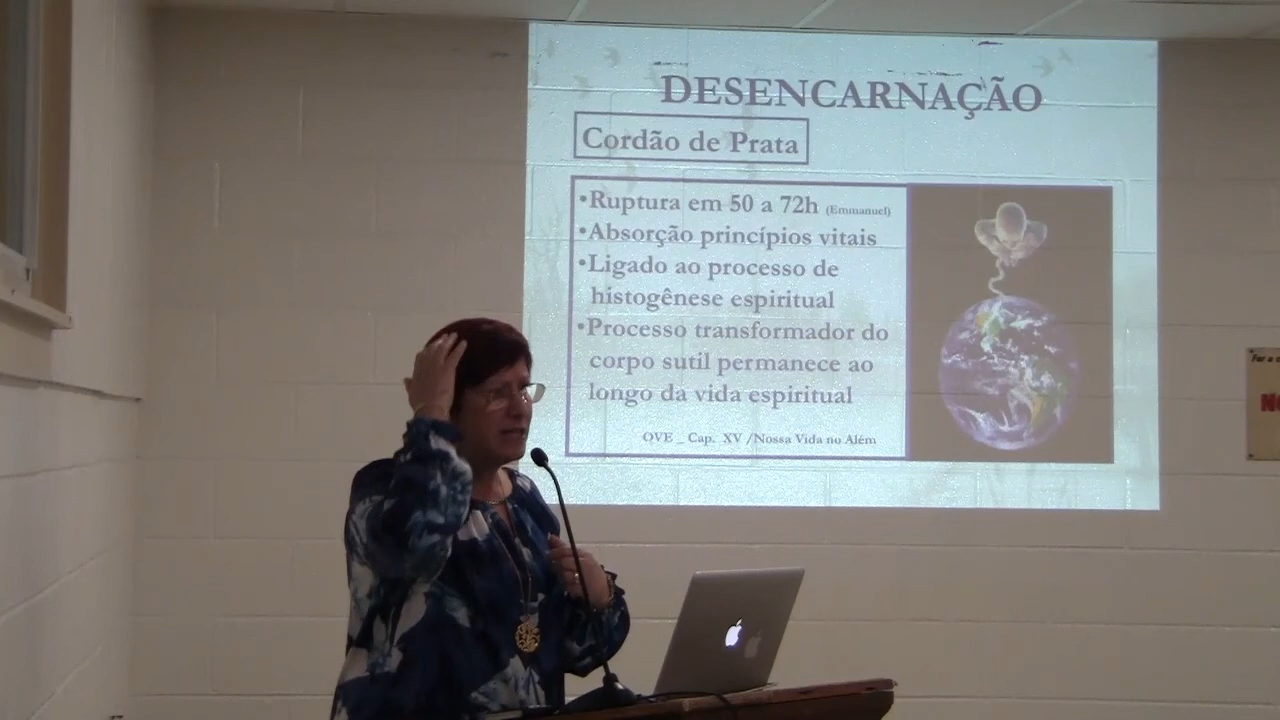 DESENCARNAÇÃO
Cordão de Prata
•Ruptura em 50 a 72h (Emmanuel)
•Absorção princípios vitais
•Ligado ao processo de
histogênese espiritual
•Processo transformador do
corpo sutil permanece ao
longo da vida espiritual
OVE _ Cap. XV /Nossa Vida no Além